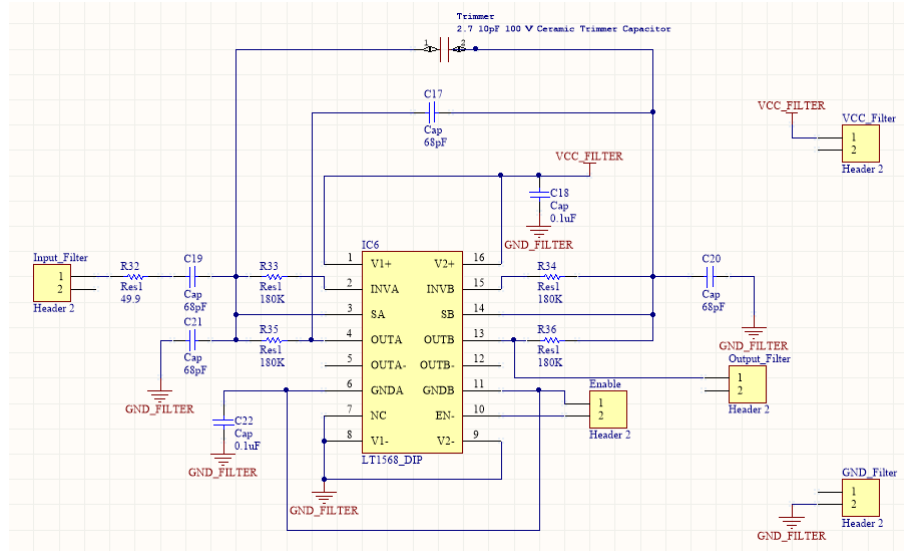 Trimmer
2.7 10pF 100 V Ceramic Trimmer Capacitor
1 2
C17
Cap
68pF
VCC_FILTER
VCC_Filter
1
2
Header 2
VCC_FILTER
C18
Cap
0.1uF
GND_FILTER
IC6
Input_Filter
1
2
Header 2
R32
Res1
49.9
C19
Cap
68pF
R33
Res1
180K
C21
Cap
68pF
R35
Res1
180K
GND_FILTER
C22
Cap
0.1uF
GND_FILTER
1 V1+ V2+ 16
2 INVA INVB 15
3 SA SB 14
4 OUTA OUTB 13
5 OUTA- OUTB- 12
6 GNDA GNDB 11
7 NC EN- 10
8 V1- V2- 9
LT1568_DIP
GND_FILTER
R34
Res1
180K
R36
Res1
180K
C20
Cap
68pF
GND_FILTER
Output_Filter
1
2
Header 2
Enable
1
2
Header 2
GND_Filter
1
2
Header 2
GND_FILTER